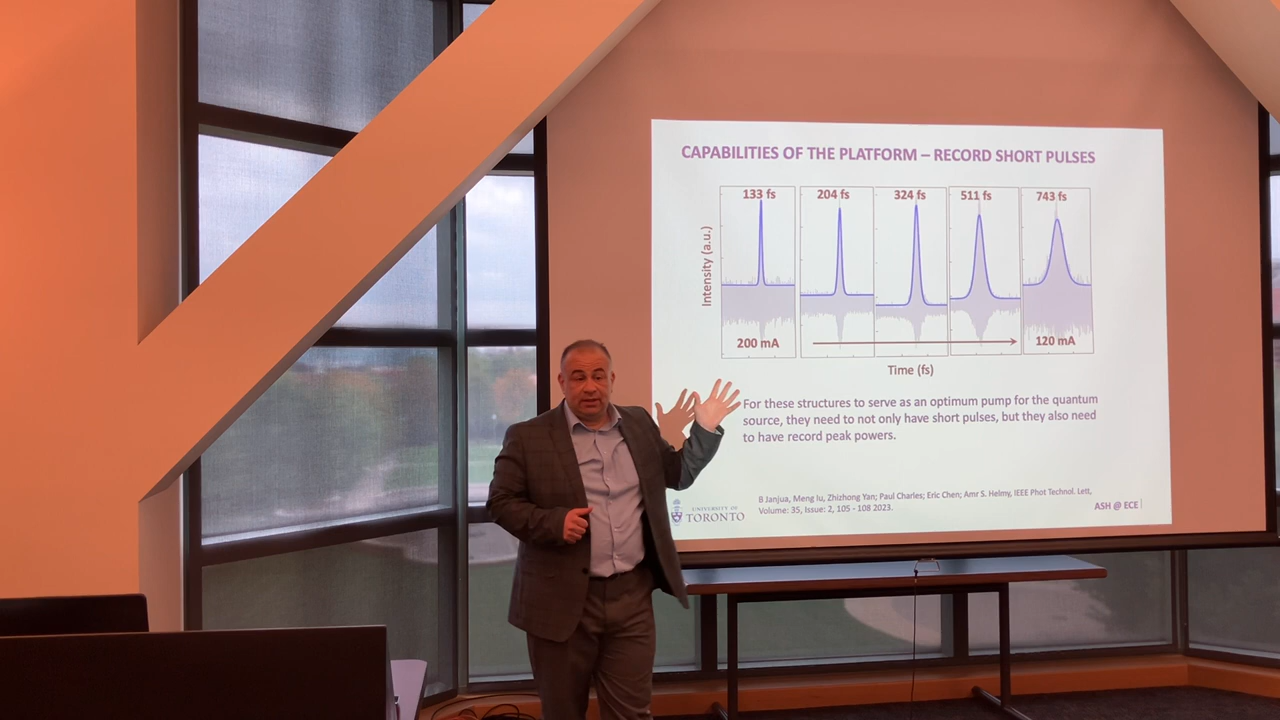 CAPABILITIES OF THE PLATFORM – RECORD SHORT PULSES
133 fs 204 fs 324 fs 511 fs 743 fs
Intensity (a.u.)
200 mA 120 mA
Time (fs)
For these structures to serve as an optimum pump for the quantum
source, they need to not only have short pulses, but they also need
to have record peak powers.
B Janjua, Meng Iu, Zhizhong Yan; Paul Charles; Eric Chen; Amr S. Helmy, IEEE Phot Technol. Lett,
Volume: 35, Issue: 2, 105 - 108 2023.
UNIVERSITY OF
TORONTO
ASH @ ECE